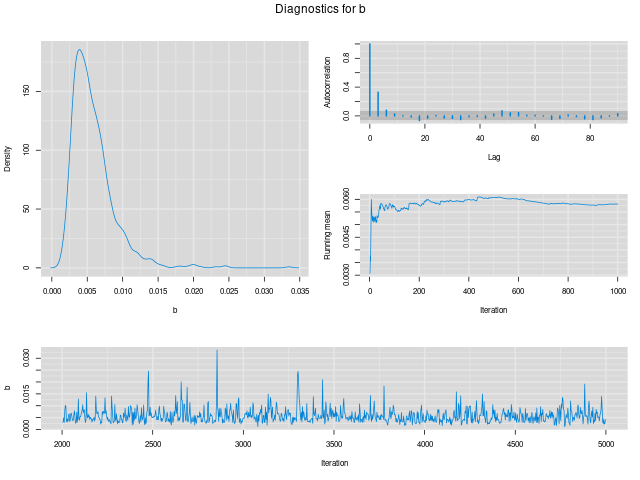 Diagnostics for b
Density
0 50 100 150
0.000 0.005 0.010 0.015 0.020 0.025 0.030 0.035
b
Autocorrelation
0.0 0.4 0.8
0 20 40 60 80
Lag
Running mean
0.0030 0.0045 0.0060
0 200 400 600 800 1000
Iteration
b
0.000 0.015 0.030
2000 2500 3000 3500 4000 4500 5000
Iteration